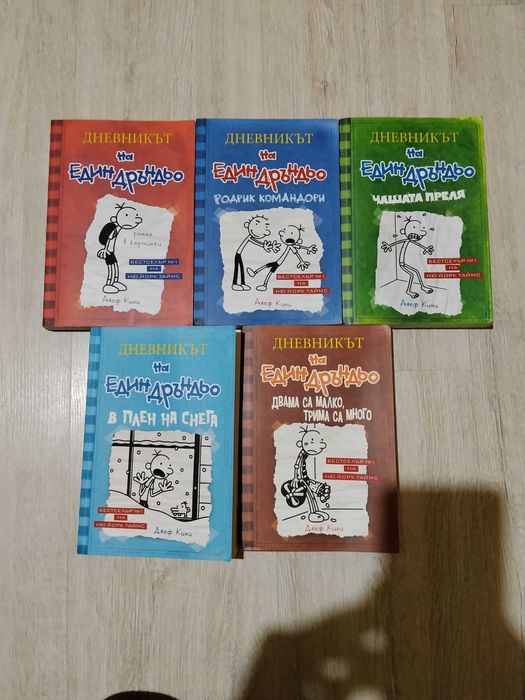 ДНЕВНИКЪТ
на
ЕДИН ДРЪНДЬО
роман
в картинки
БЕСТСЕЛЪР №1
НА
НЮ ЙОРК ТАЙМС
Джеф Кини
ДНЕВНИКЪТ
на
ЕДИН ДРЪНДЬО
РОДРИК КОМАНДОРИ
БЕСТСЕЛЪР №1
НА
НЮ ЙОРК ТАЙМС
Джеф Кини
ДНЕВНИКЪТ
на
ЕДИН ДРЪНДЬО
ЧАШАТА ПРЕЛЯ
БЕСТСЕЛЪР №1
НА
НЮ ЙОРК ТАЙМС
Джеф Кини
ДНЕВНИКЪТ
на
ЕДИН ДРЪНДЬО
В ПЛЕН НА СНЕГА
БЕСТСЕЛЪР №1
НА
НЮ ЙОРК ТАЙМС
Джеф Кини
ДНЕВНИКЪТ
на
ЕДИН ДРЪНДЬО
ДВАМА СА МАЛКО,
ТРИМА СА МНОГО
БЕСТСЕЛЪР №1
НА
НЮ ЙОРК ТАЙМС
Джеф Кини